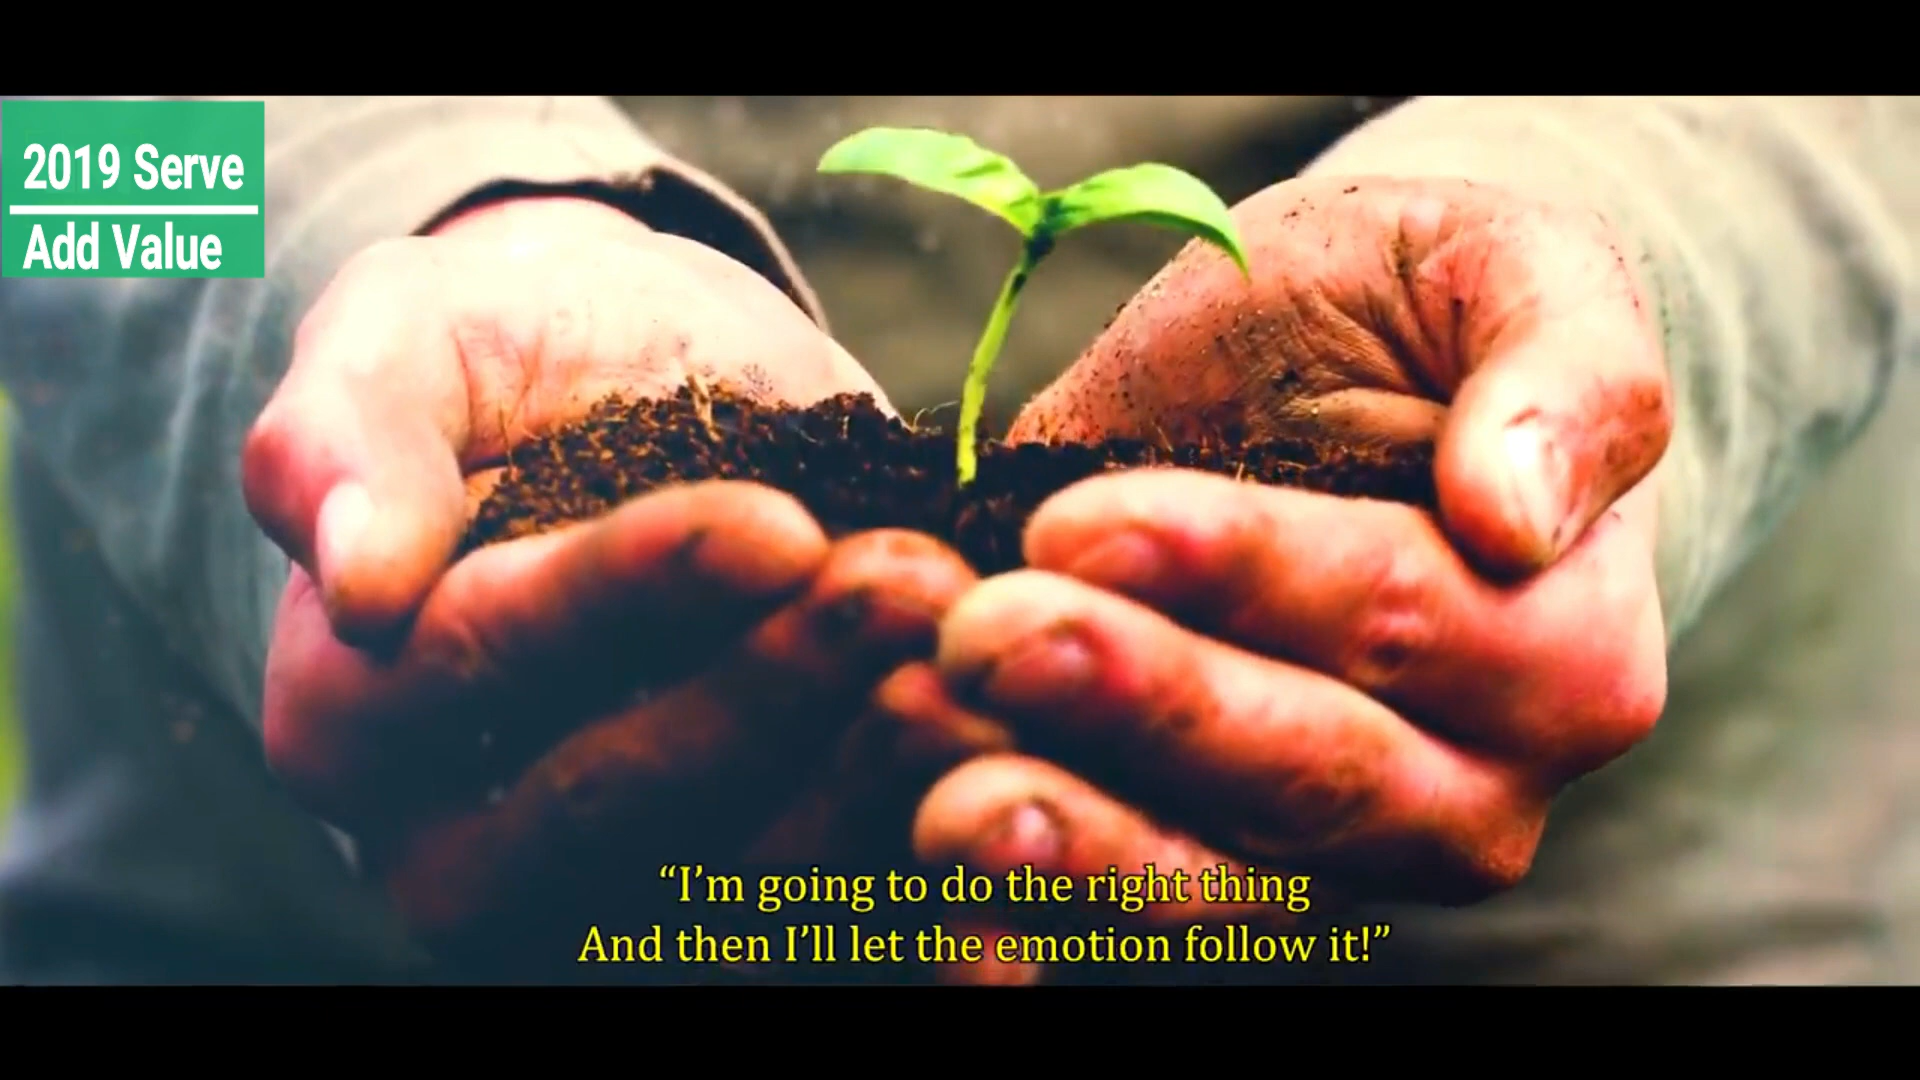 2019 Serve
Add Value
“I’m going to do the right thing
And then I’ll let the emotion follow it!”